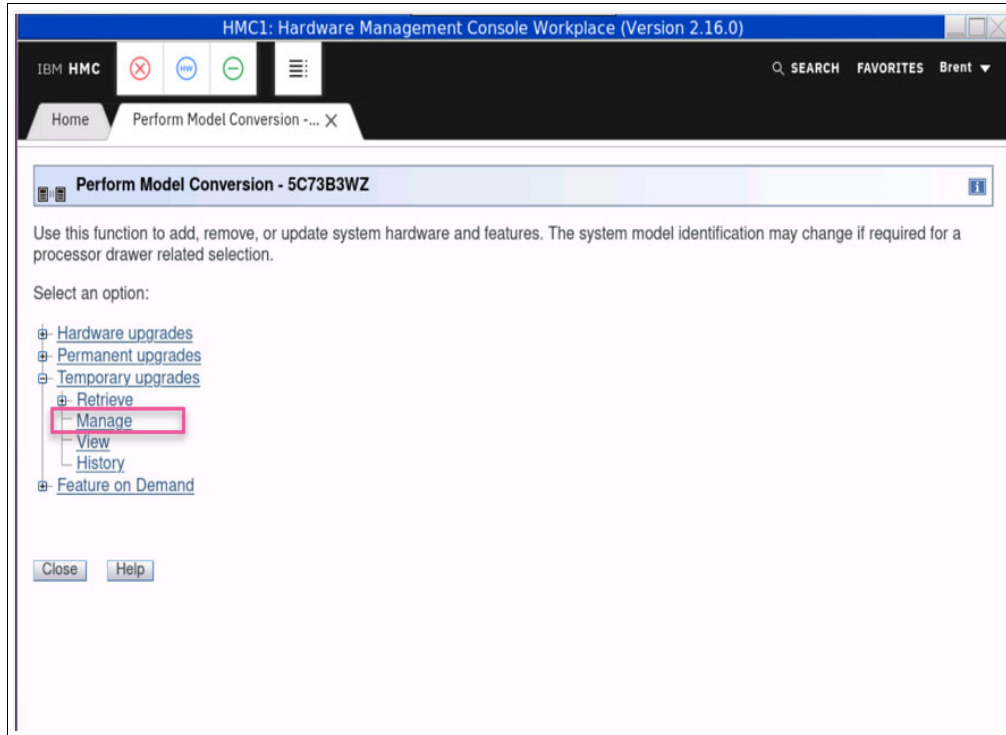 HMC1: Hardware Management Console Workplace (Version 2.16.0)
IBM HMC
HW
SEARCH FAVORITES Brent
Home Perform Model Conversion -...
Perform Model Conversion - 5C73B3WZ
Use this function to add, remove, or update system hardware and features. The system model identification may change if required for a
processor drawer related selection.
Select an option:
Hardware upgrades
Permanent upgrades
Temporary upgrades
Retrieve
Manage
View
History
Feature on Demand
Close Help